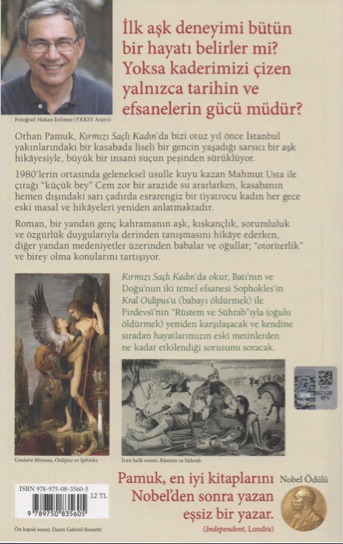 İlk aşk deneyimi bütün
bir hayatı belirler mi?
Yoksa kaderimizi çizen
yalnızca tarihin ve
efsanelerin gücü müdür?
Fotoğraf: Hakan Ezilmez (YKKSY Arşivi)
Orhan Pamuk, Kırmızı Saçlı Kadın'da bizi otuz yıl önce İstanbul
yakınlarındaki bir kasabada liseli bir gencin yaşadığı sarsıcı bir aşk
hikâyesiyle, büyük bir insani suçun peşinden sürüklüyor.
1980'lerin ortasında geleneksel usulle kuyu kazan Mahmut Usta ile
çırağı "küçük bey" Cem zor bir arazide su ararlarken, kasabanın
hemen dışındaki sarı çadırda esrarengiz bir tiyatrocu kadın her gece
eski masal ve hikâyeleri yeniden anlatmaktadır.
Roman, bir yandan genç kahramanın aşk, kıskançlık, sorumluluk
ve özgürlük duygularıyla derinden tanışmasını hikâye ederken,
diğer yandan medeniyetler üzerinden babalar ve oğullar; "otoriterlik"
ve birey olma konularını tartışıyor.
Kırmızı Saçlı Kadın'da okur, Batı'nın ve
Doğu'nun iki temel efsanesi Sophokles'in
Kral Oidipus'u (babayı öldürmek) ile
Firdevsî'nin "Rüstem ve Sührab"ıyla (oğulu
öldürmek) yeniden karşılaşacak ve kendine
sıradan hayatlarımızın eski metinlerden
ne kadar etkilendiği sorusunu soracak.
Gustave Moreau, Oidipus ve Sphinks
İran halk resmi, Rüstem ve Sührab
ISBN 978-975-08-3560-5
12 TL
9 789750 835605
Ön kapak resmi: Dante Gabriel Rossetti
Pamuk, en iyi kitaplarını
Nobel'den sonra yazan
eşsiz bir yazar.
(Independent, Londra)
Nobel Ödülü